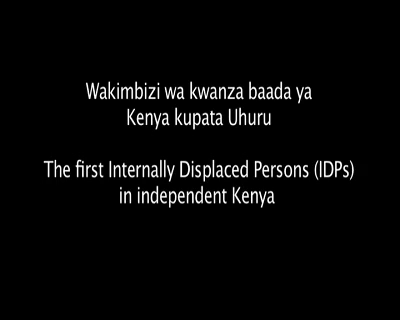 Wakimbizi wa kwanza baada ya
Kenya kupata Uhuru
The first Internally Displaced Persons (IDPs)
in independent Kenya